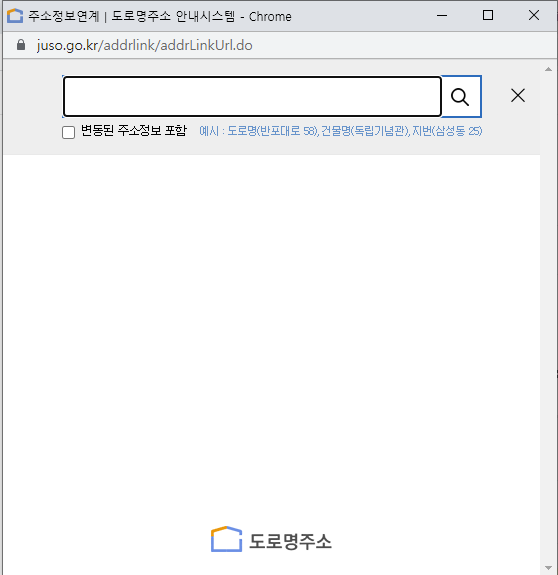 주소정보연계 | 도로명주소 안내시스템 - Chrome
juso.go.kr/addrlink/addrLinkUrl.do
변동된 주소정보 포함 예시 : 도로명(반포대로 58), 건물명(독립기념관), 지번(삼성동 25)
도로명주소